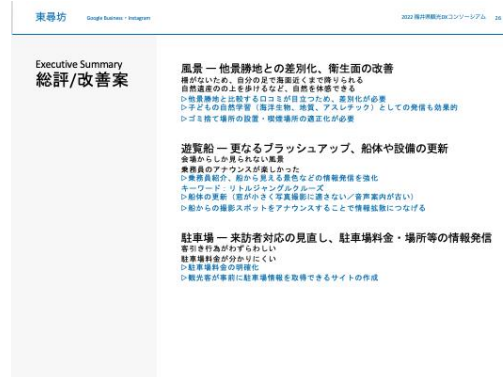 東尋坊
Google Business・Instagram
2022 福井県観光DXコンソーシアム 26
Executive Summary
総評/改善案
風景 ー 他景勝地との差別化、衛生面の改善
柵がないため、自分の足で海面近くまで降りられる
自然遺産のの上を歩けるなど、自然を体感できる
▷他景勝地と比較する口コミが目立つため、差別化が必要
▷子どもの自然学習（海洋生物、地質、アスレチック）としての発信も効果的
▷ゴミ捨て場所の設置・喫煙場所の適正化が必要
遊覧船 ー 更なるブラッシュアップ、船体や設備の更新
会場からしか見られない風景
乗務員のアナウンスが楽しかった
▷乗務員紹介、船から見える景色などの情報発信を強化
キーワード：リトルジャングルクルーズ
▷船体の更新（窓が小さく写真撮影に適さない／音声案内が古い）
▷船からの撮影スポットをアナウンスすることで情報拡散につなげる
駐車場 ー 来訪者対応の見直し、駐車場料金・場所等の情報発信
客引き行為がわずらわしい
駐車場料金が分かりにくい
▷駐車場料金の明確化
▷観光客が事前に駐車場情報を取得できるサイトの作成